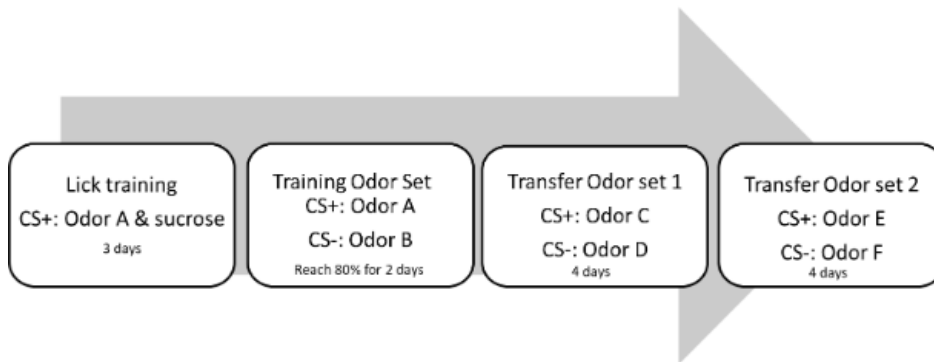 Lick training
CS+: Odor A & sucrose
3 days
Training Odor Set
CS+: Odor A
CS-: Odor B
Reach 80% for 2 days
Transfer Odor set 1
CS+: Odor C
CS-: Odor D
4 days
Transfer Odor set 2
CS+: Odor E
CS-: Odor F
4 days